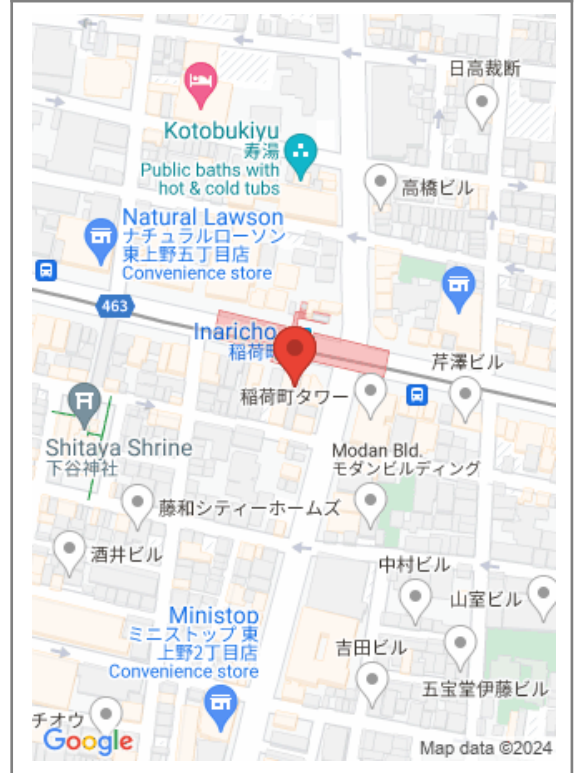 日高裁断
Kotobukiyu
寿湯
Public baths with
hot & cold tubs
高橋ビル
Natural Lawson
ナチュラルローソン
東上野五丁目店
Convenience store
463
Inaricho
稲荷町
芹澤ビル
稲荷町タワー
Shitaya Shrine
下谷神社
Modan Bld.
モダンビルディング
藤和シティーホームズ
酒井ビル
中村ビル
山室ビル
Ministop
ミニストップ 東
上野2丁目店
Convenience store
吉田ビル
五宝堂伊藤ビル
チオウ
Google
Map data ©2024